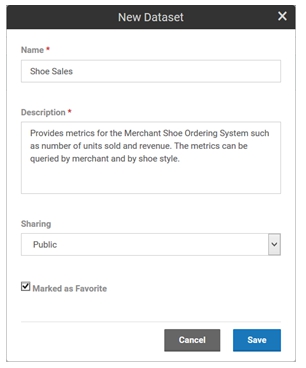 New Dataset
Name *
Shoe Sales
Description *
Provides metrics for the Merchant Shoe Ordering System such
as number of units sold and revenue. The metrics can be
queried by merchant and by shoe style.
Sharing
Public
Marked as Favorite
Cancel Save